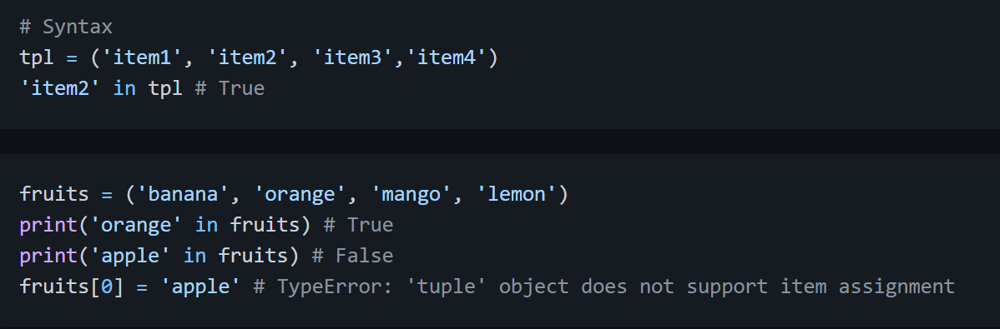 # Syntax
tpl = ('item1', 'item2', 'item3','item4')
'item2' in tpl # True
fruits = ('banana', 'orange', 'mango', 'lemon')
print('orange' in fruits) # True
print('apple' in fruits) # False
fruits[0] = 'apple' # TypeError: 'tuple' object does not support item assignment